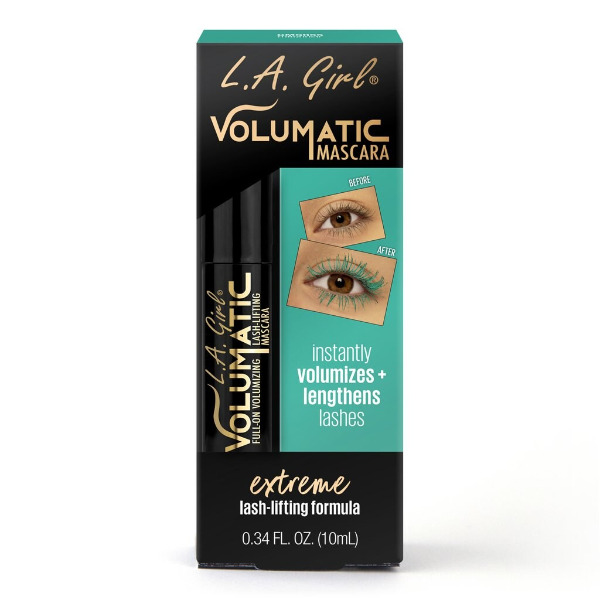 L.A. Girl®
VOLUMATIC
MASCARA
BEFORE
AFTER
L.A. Girl®
VOLUMATIC
FULL-ON VOLUMIZING
LASH-LIFTING
MASCARA
instantly
volumizes +
lengthens
lashes
extreme
lash-lifting formula
0.34 FL. OZ. (10mL)